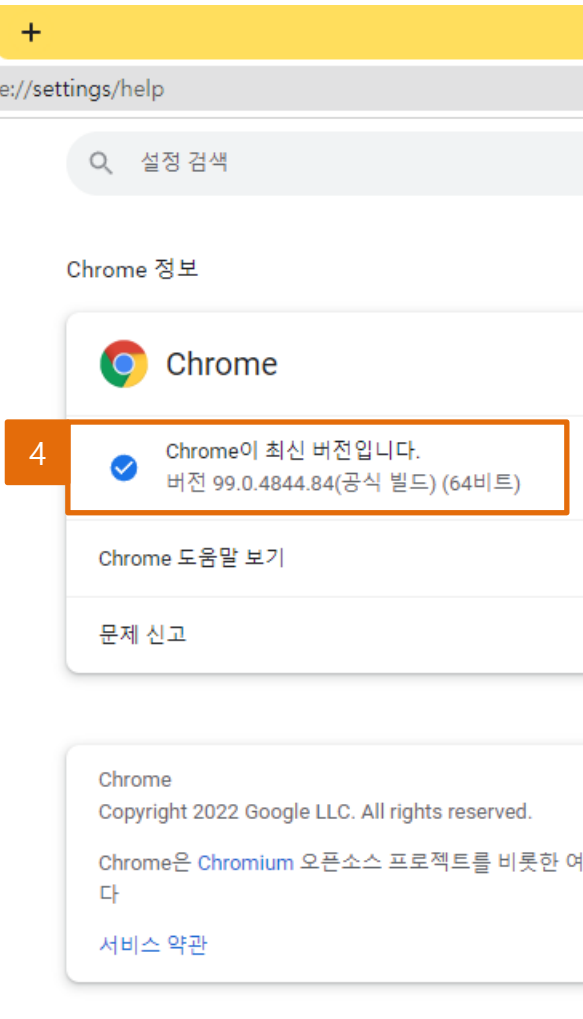 +
e://settings/help
설정 검색
Chrome 정보
Chrome
4
Chrome이 최신 버전입니다.
버전 99.0.4844.84(공식 빌드) (64비트)
Chrome 도움말 보기
문제 신고
Chrome
Copyright 2022 Google LLC. All rights reserved.
Chrome은 Chromium 오픈소스 프로젝트를 비롯한 여
다
서비스 약관